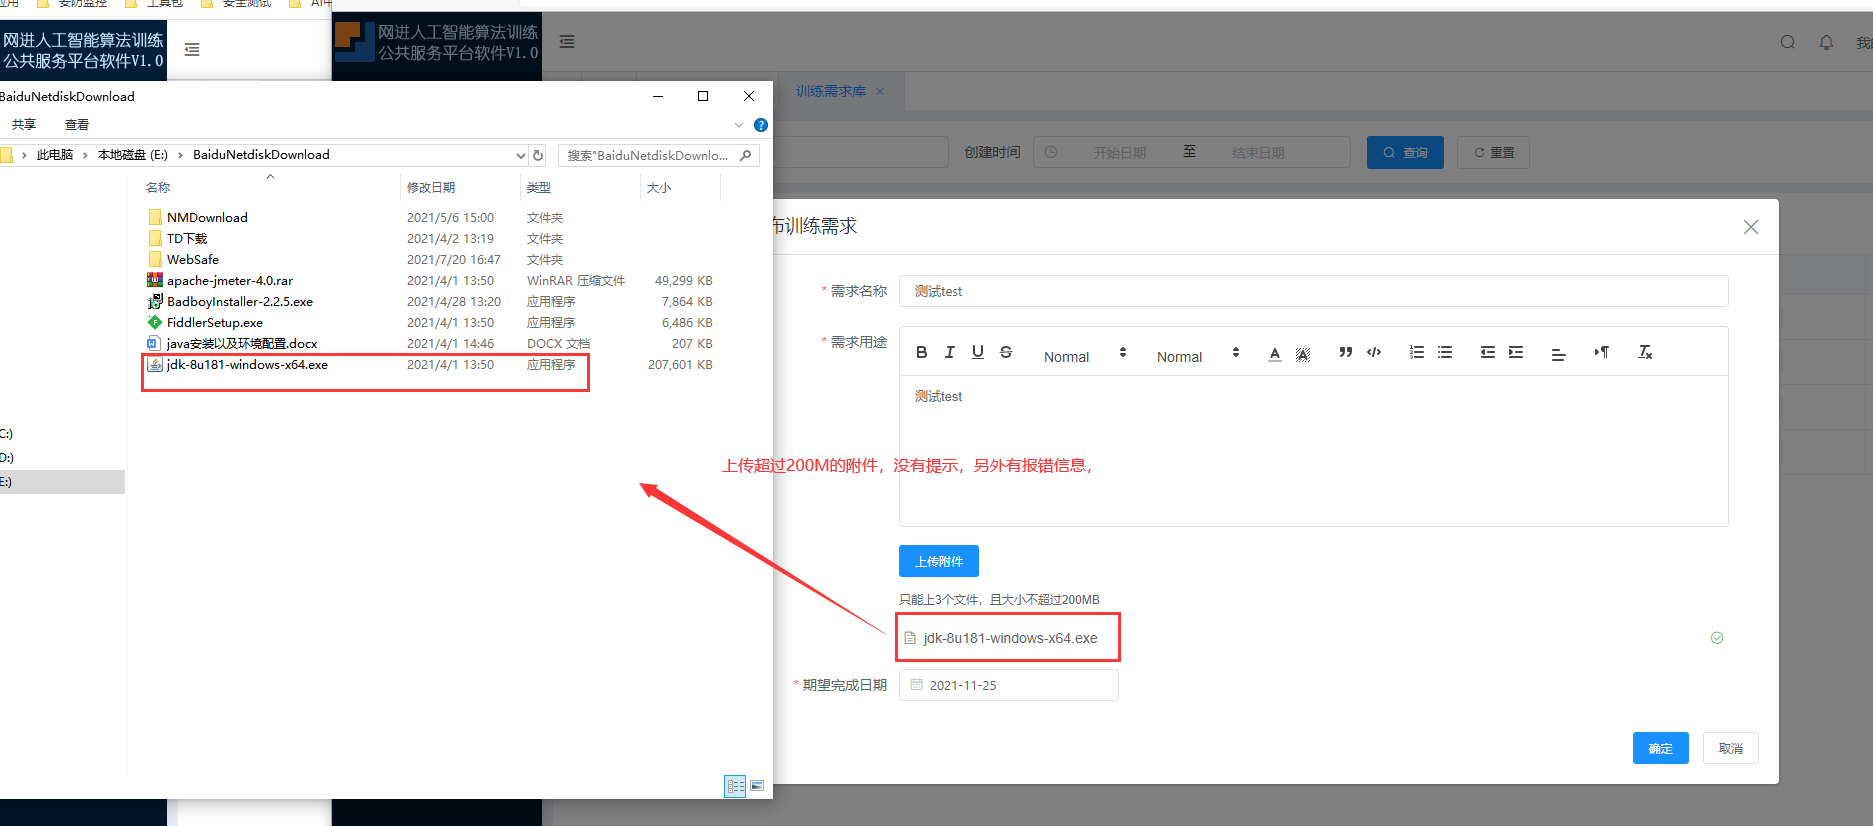 应用 安防监控 工具包 安全测试
网进人工智能算法训练
公共服务平台软件V1.0
网进人工智能算法训练
公共服务平台软件V1.0
训练需求库
创建时间 开始日期 至 结束日期 查询 重置
BaiduNetdiskDownload
共享 查看
此电脑 本地磁盘 (E:) BaiduNetdiskDownload
搜索"BaiduNetdiskDownlo...
名称 修改日期 类型 大小
NMDownload 2021/5/6 15:00 文件夹
TD下载 2021/4/2 13:19 文件夹
WebSafe 2021/7/20 16:47 文件夹
apache-jmeter-4.0.rar 2021/4/1 13:50 WinRAR 压缩文件 49,299 KB
BadboyInstaller-2.2.5.exe 2021/4/28 13:20 应用程序 7,864 KB
FiddlerSetup.exe 2021/4/1 13:50 应用程序 6,486 KB
java安装以及环境配置.docx 2021/4/1 14:46 DOCX 文档 207 KB
jdk-8u181-windows-x64.exe 2021/4/1 13:50 应用程序 207,601 KB
C:)
D:)
E:)
布训练需求
*需求名称 测试test
*需求用途
Normal Normal
测试test
上传超过200M的附件，没有提示，另外有报错信息，
上传附件
只能上3个文件，且大小不超过200MB
jdk-8u181-windows-x64.exe
*期望完成日期 2021-11-25
确定 取消